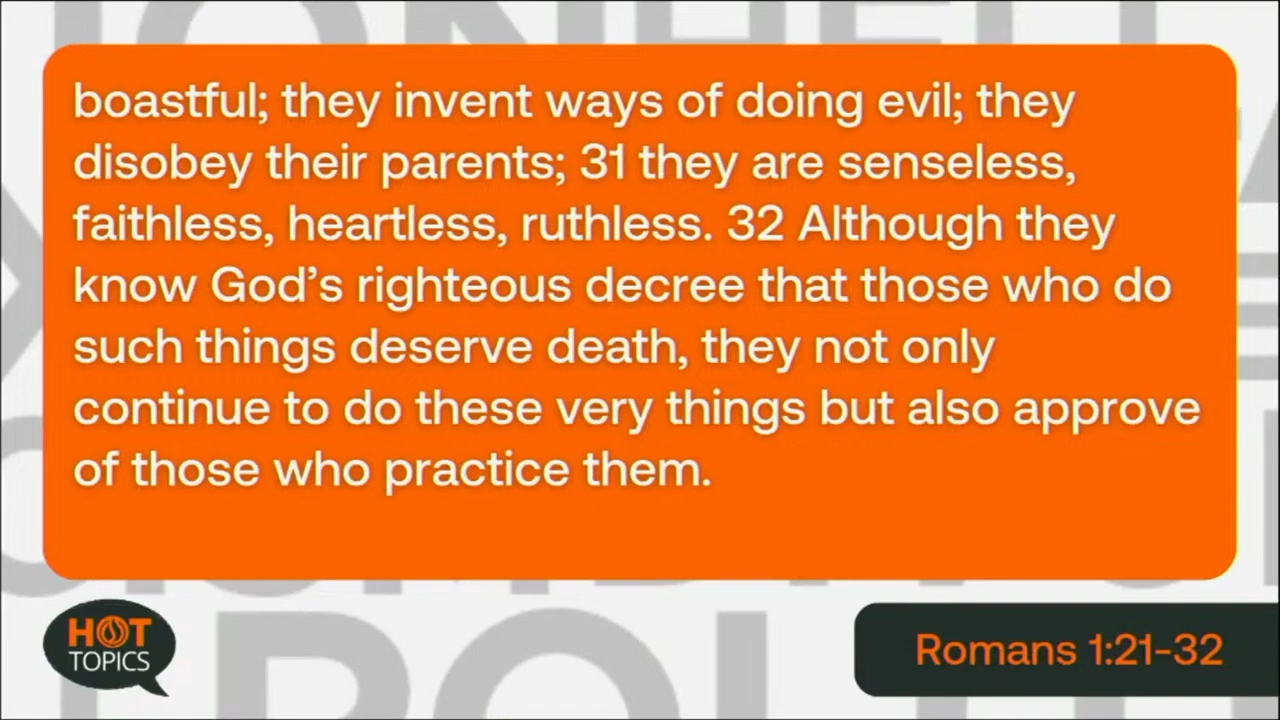 boastful; they invent ways of doing evil; they
disobey their parents; 31 they are senseless,
faithless, heartless, ruthless. 32 Although they
know God’s righteous decree that those who do
such things deserve death, they not only
continue to do these very things but also approve
of those who practice them.
HOT
TOPICS
Romans 1:21-32